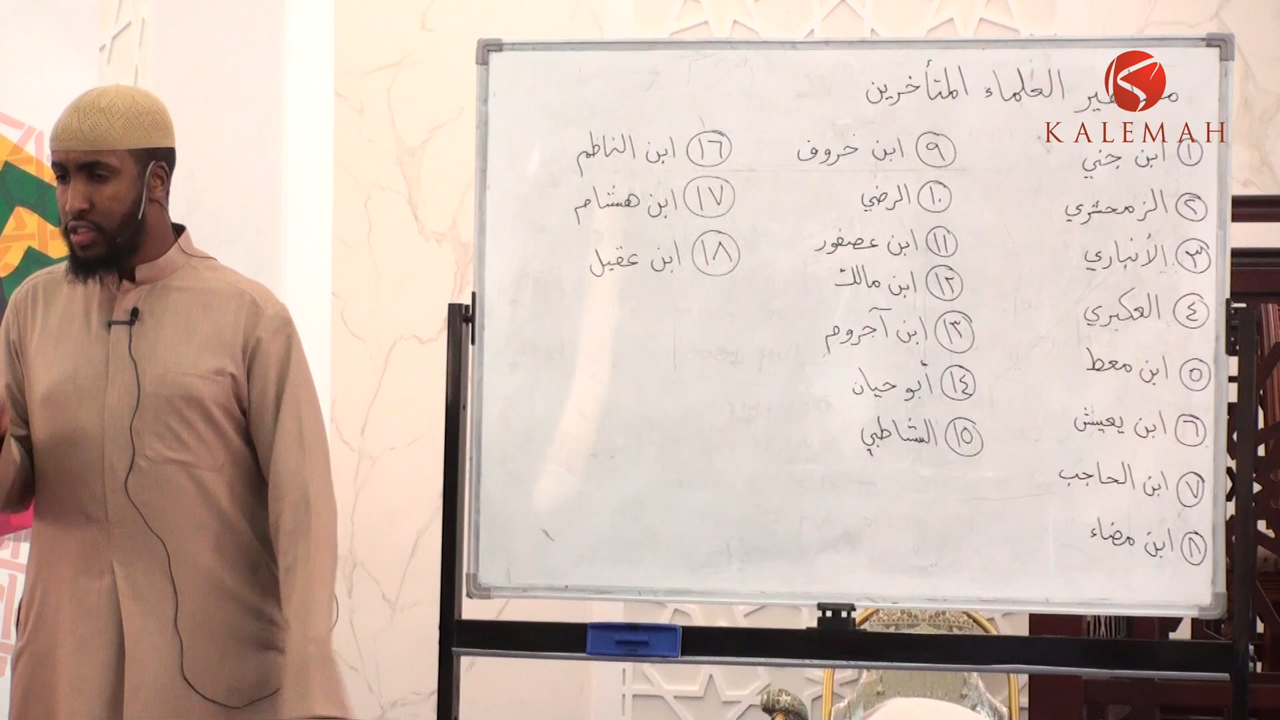 العلماء المتأخرين
KALEMAH
١ ابن جني
٢ الزمخشري
٣ الأنباري
٤ العكبري
٥ ابن معط
٦ ابن يعيش
٧ ابن الحاجب
٨ ابن مضاء
٩ ابن خروف
١٠ الرضي
١١ ابن عصفور
١٢ ابن مالك
١٣ ابن آجروم
١٤ أبو حيان
١٥ الشاطبي
١٦ ابن الناظم
١٧ ابن هشام
١٨ ابن عقيل